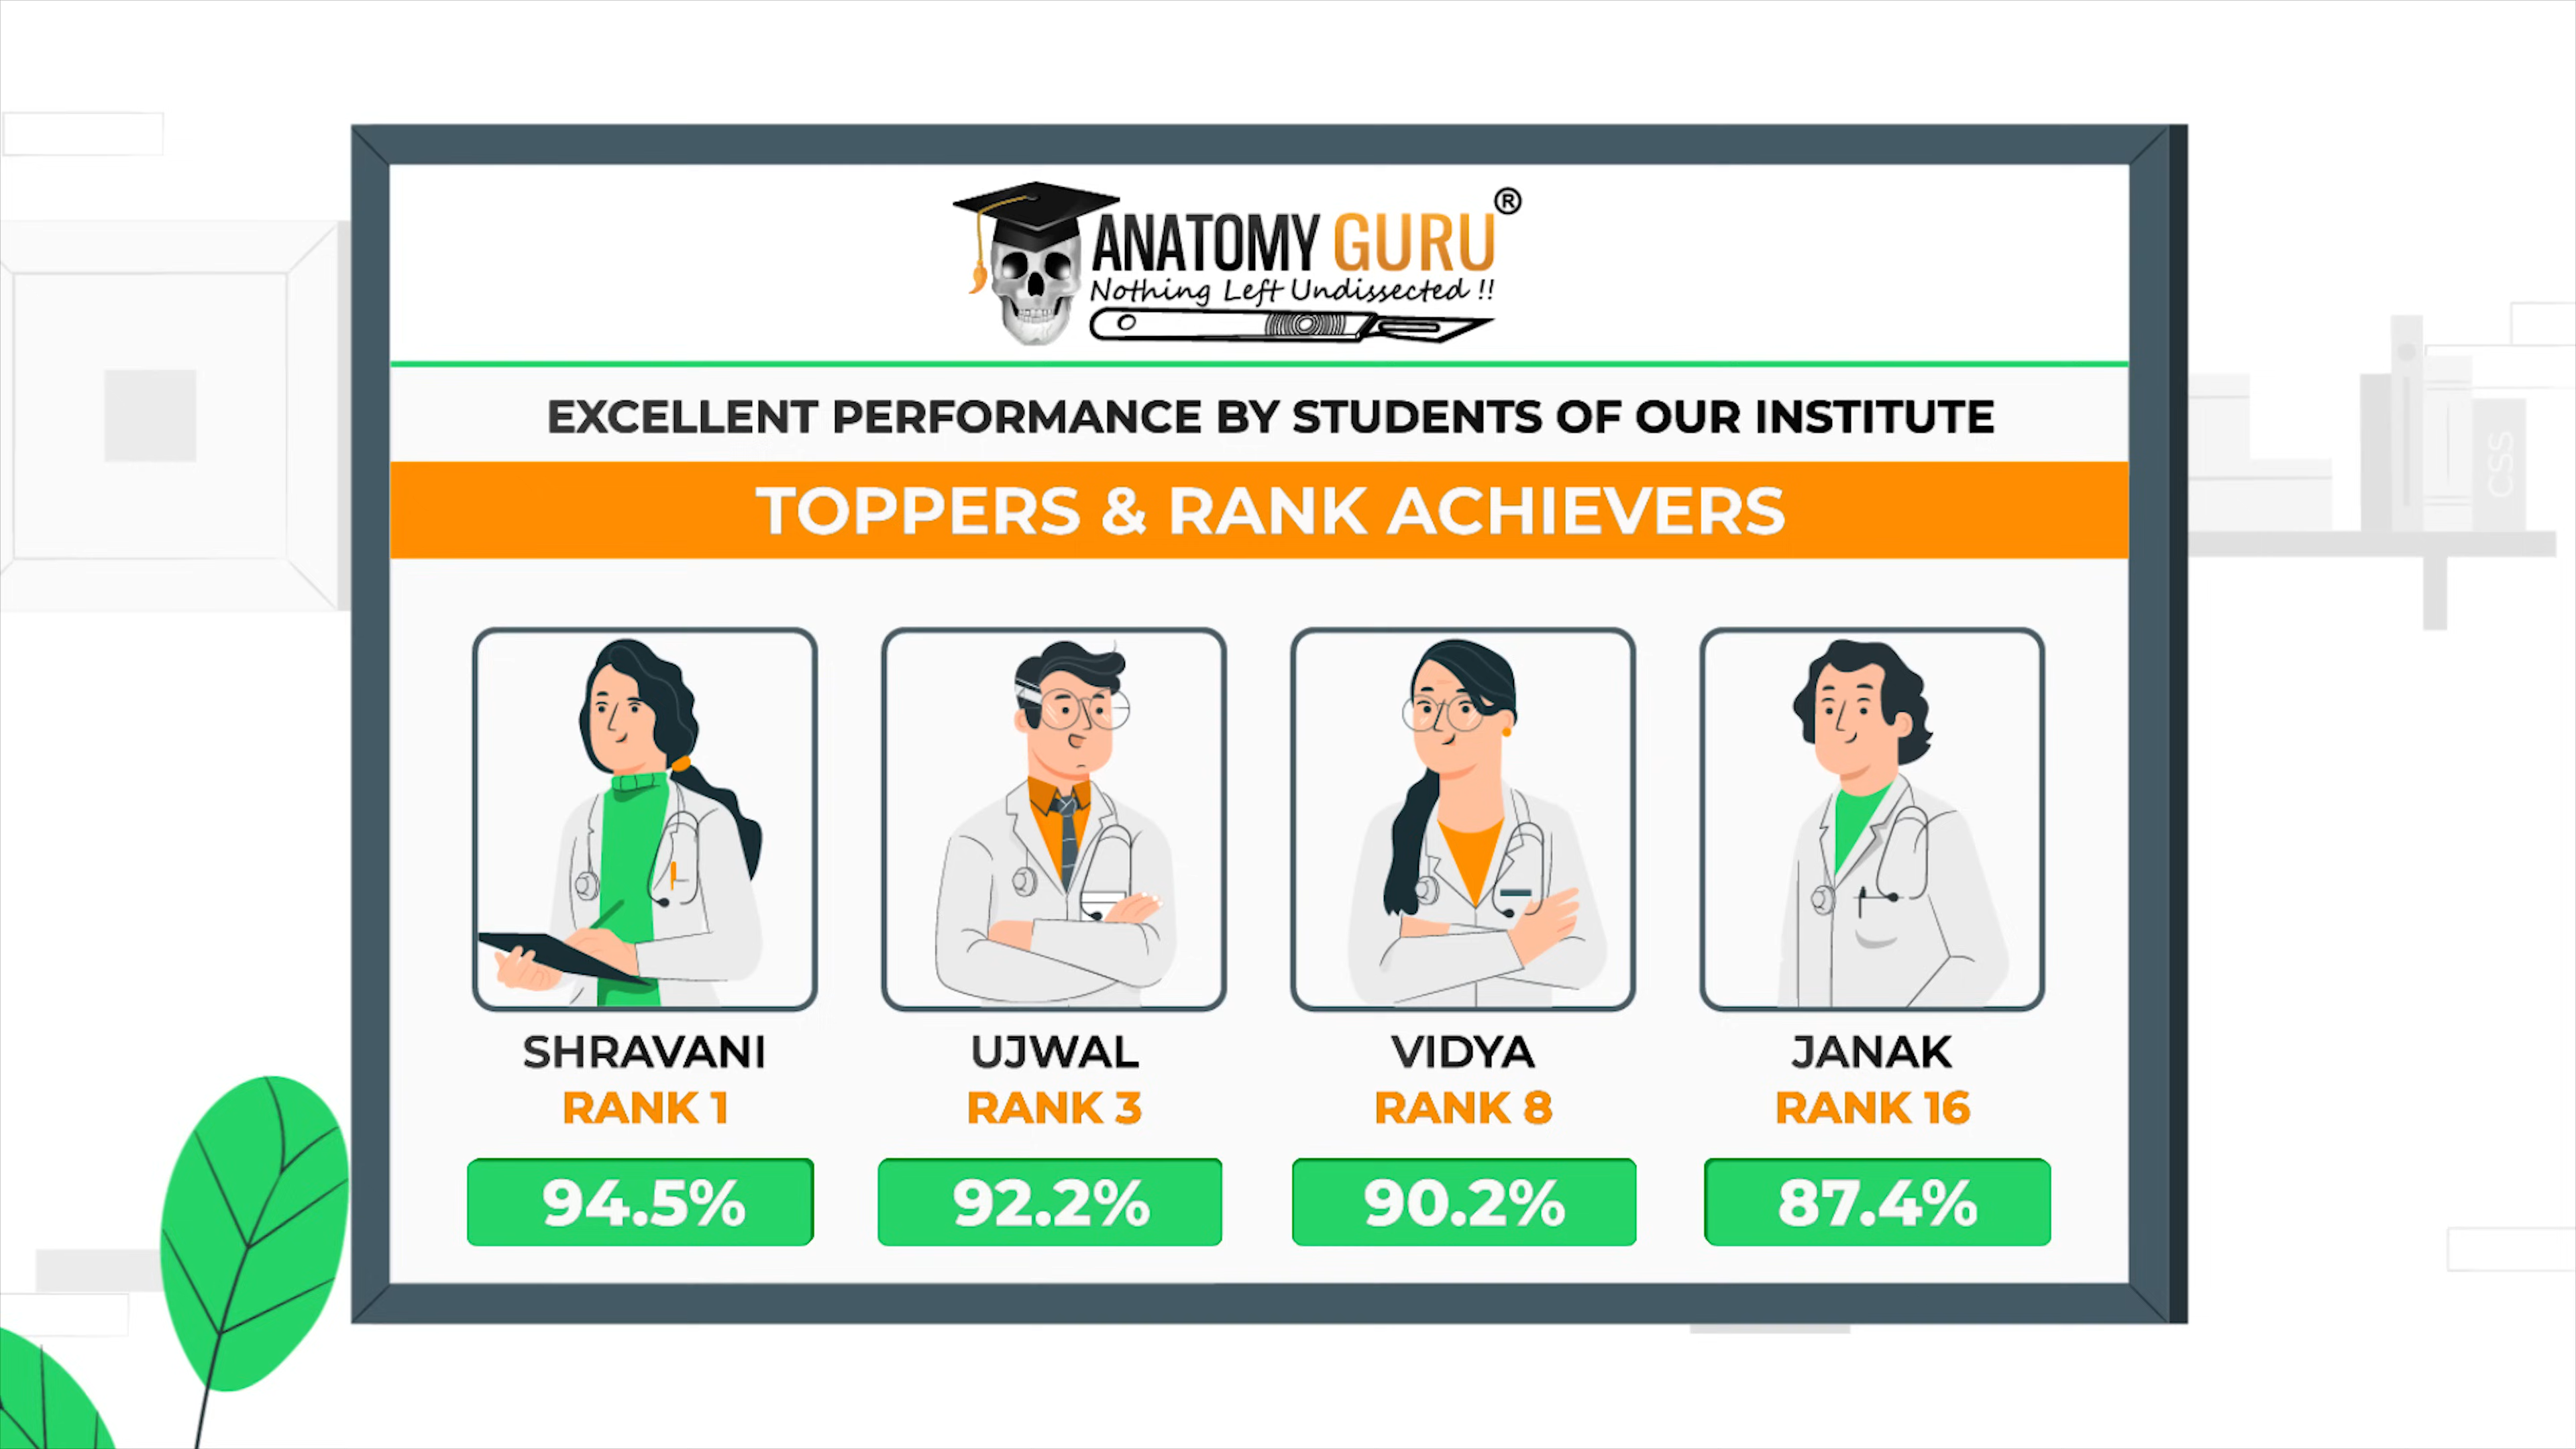 ANATOMY GURU®
Nothing Left Undissected !!
EXCELLENT PERFORMANCE BY STUDENTS OF OUR INSTITUTE
TOPPERS & RANK ACHIEVERS
SHRAVANI
RANK 1
94.5%
UJWAL
RANK 3
92.2%
VIDYA
RANK 8
90.2%
JANAK
RANK 16
87.4%
CSS